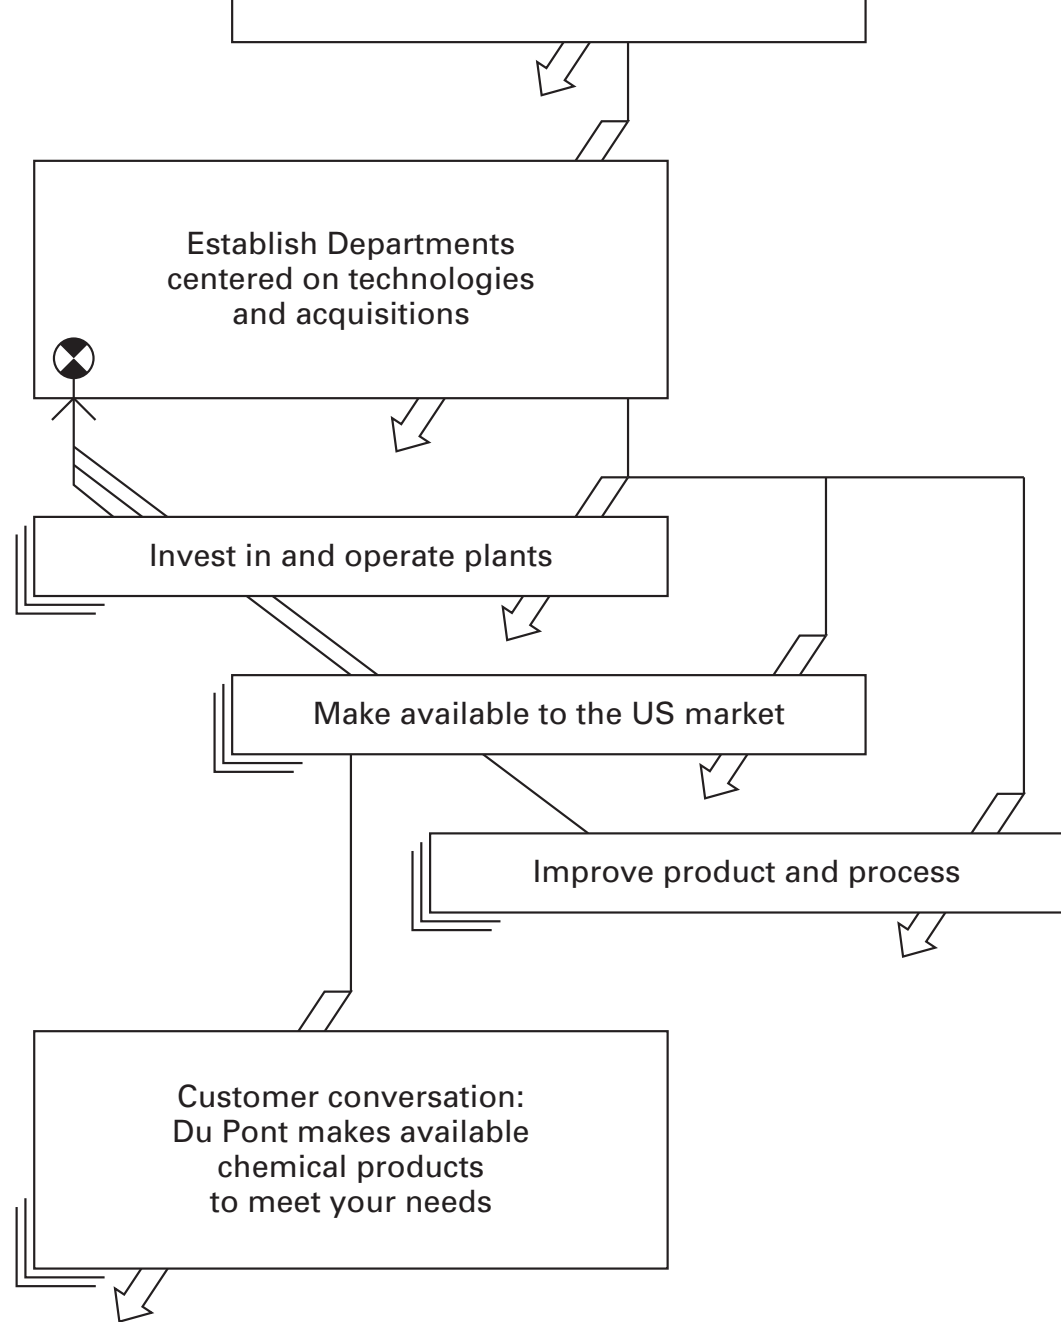 Establish Departments
centered on technologies
and acquisitions
Invest in and operate plants
Make available to the US market
Improve product and process
Customer conversation:
Du Pont makes available
chemical products
to meet your needs